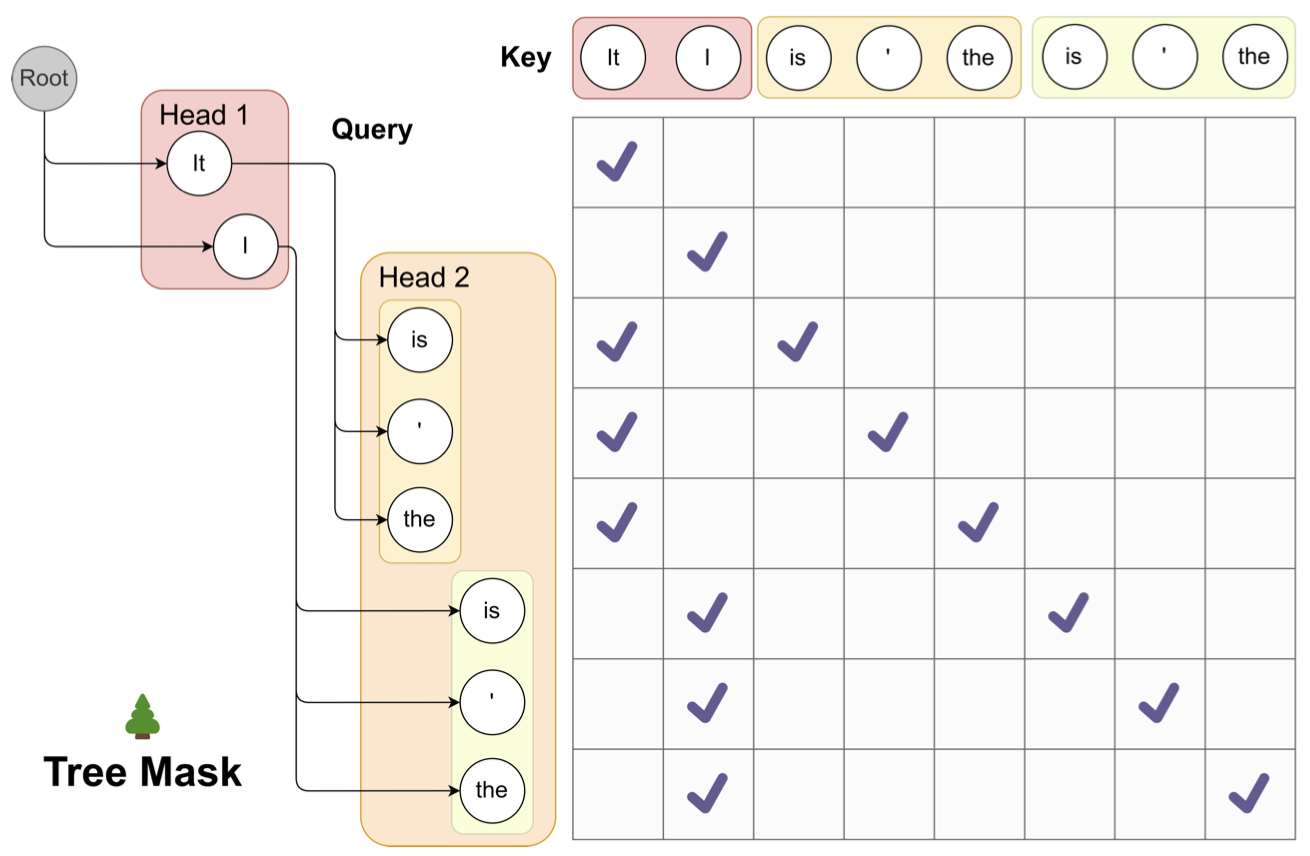 Key It I is ' the is ' the
Root
Head 1
Query
It
I
Head 2
is
'
the
is
'
the
Tree Mask